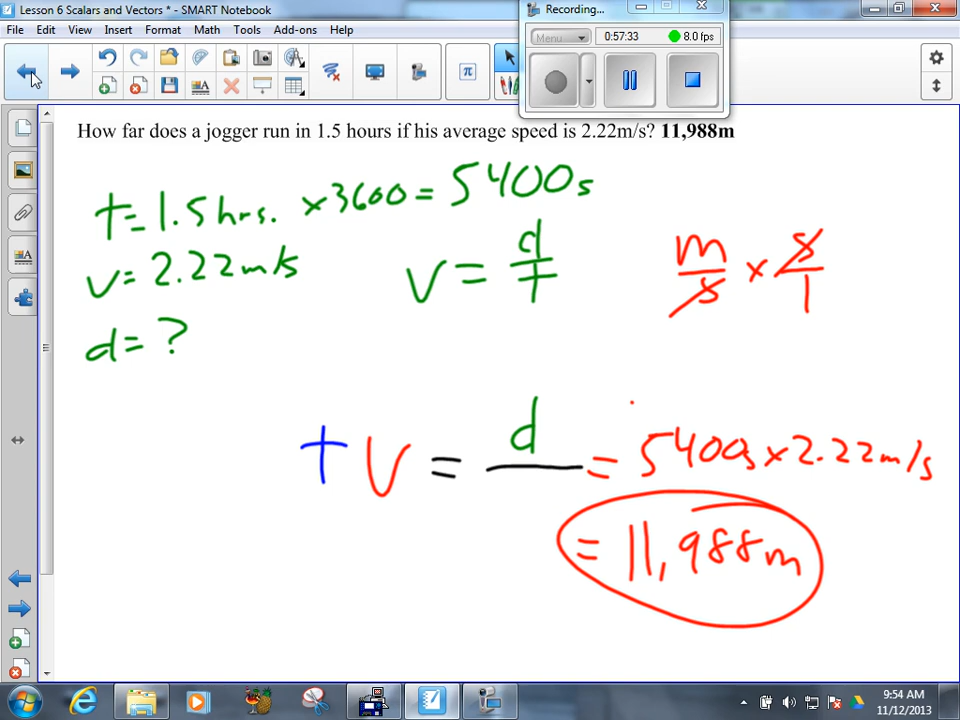 Lesson 6 Scalars and Vectors * - SMART Notebook
Recording...
File Edit View Insert Format Math Tools Add-ons Help
Menu 0:57:33 8.0 fps
π
How far does a jogger run in 1.5 hours if his average speed is 2.22m/s? 11,988m
t = 1.5 hrs. x 3600 = 5400s
v = 2.22 m/s
v = d/t
m/s x s/1
d = ?
t v = d = 5400s x 2.22 m/s
= 11,988 m
9:54 AM
11/12/2013